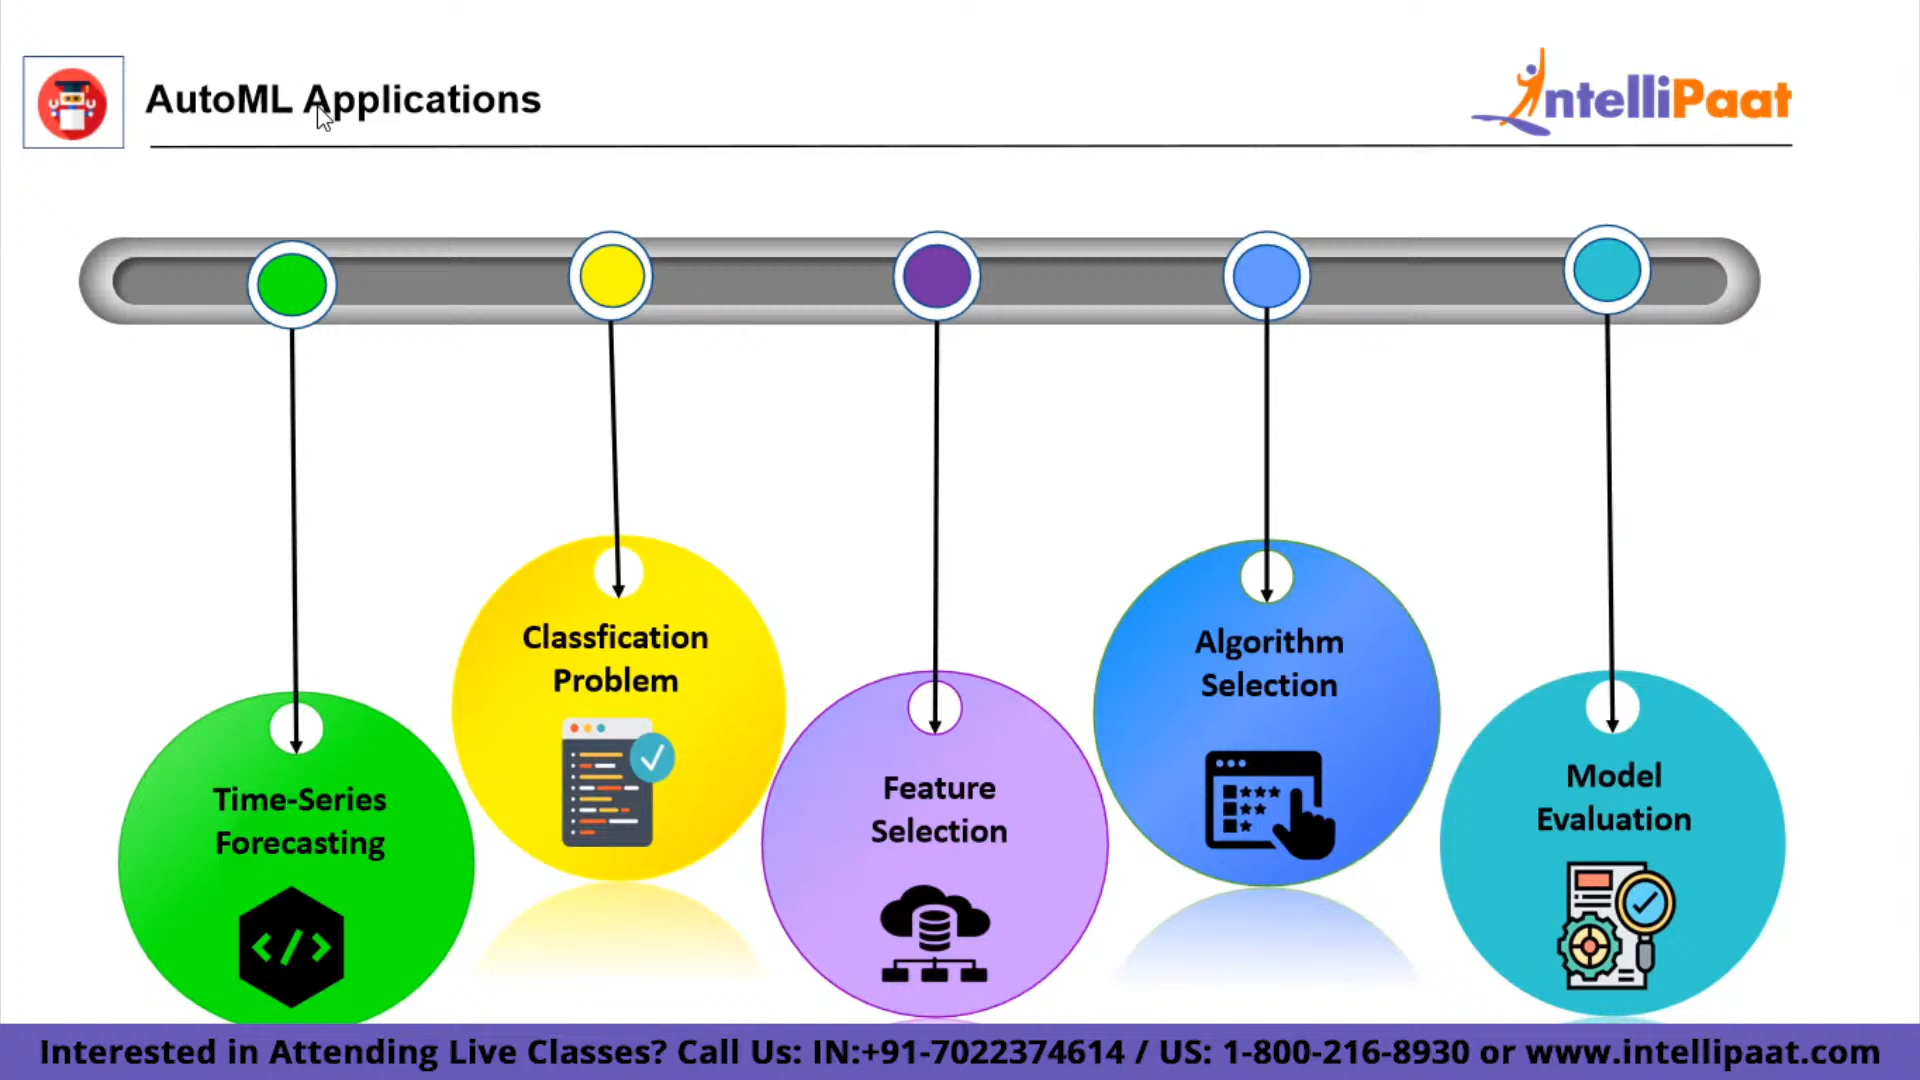 AutoML Applications
IntelliPaat
Classfication
Problem
Algorithm
Selection
Time-Series
Forecasting
Feature
Selection
Model
Evaluation
Interested in Attending Live Classes? Call Us: IN:+91-7022374614 / US: 1-800-216-8930 or www.intellipaat.com